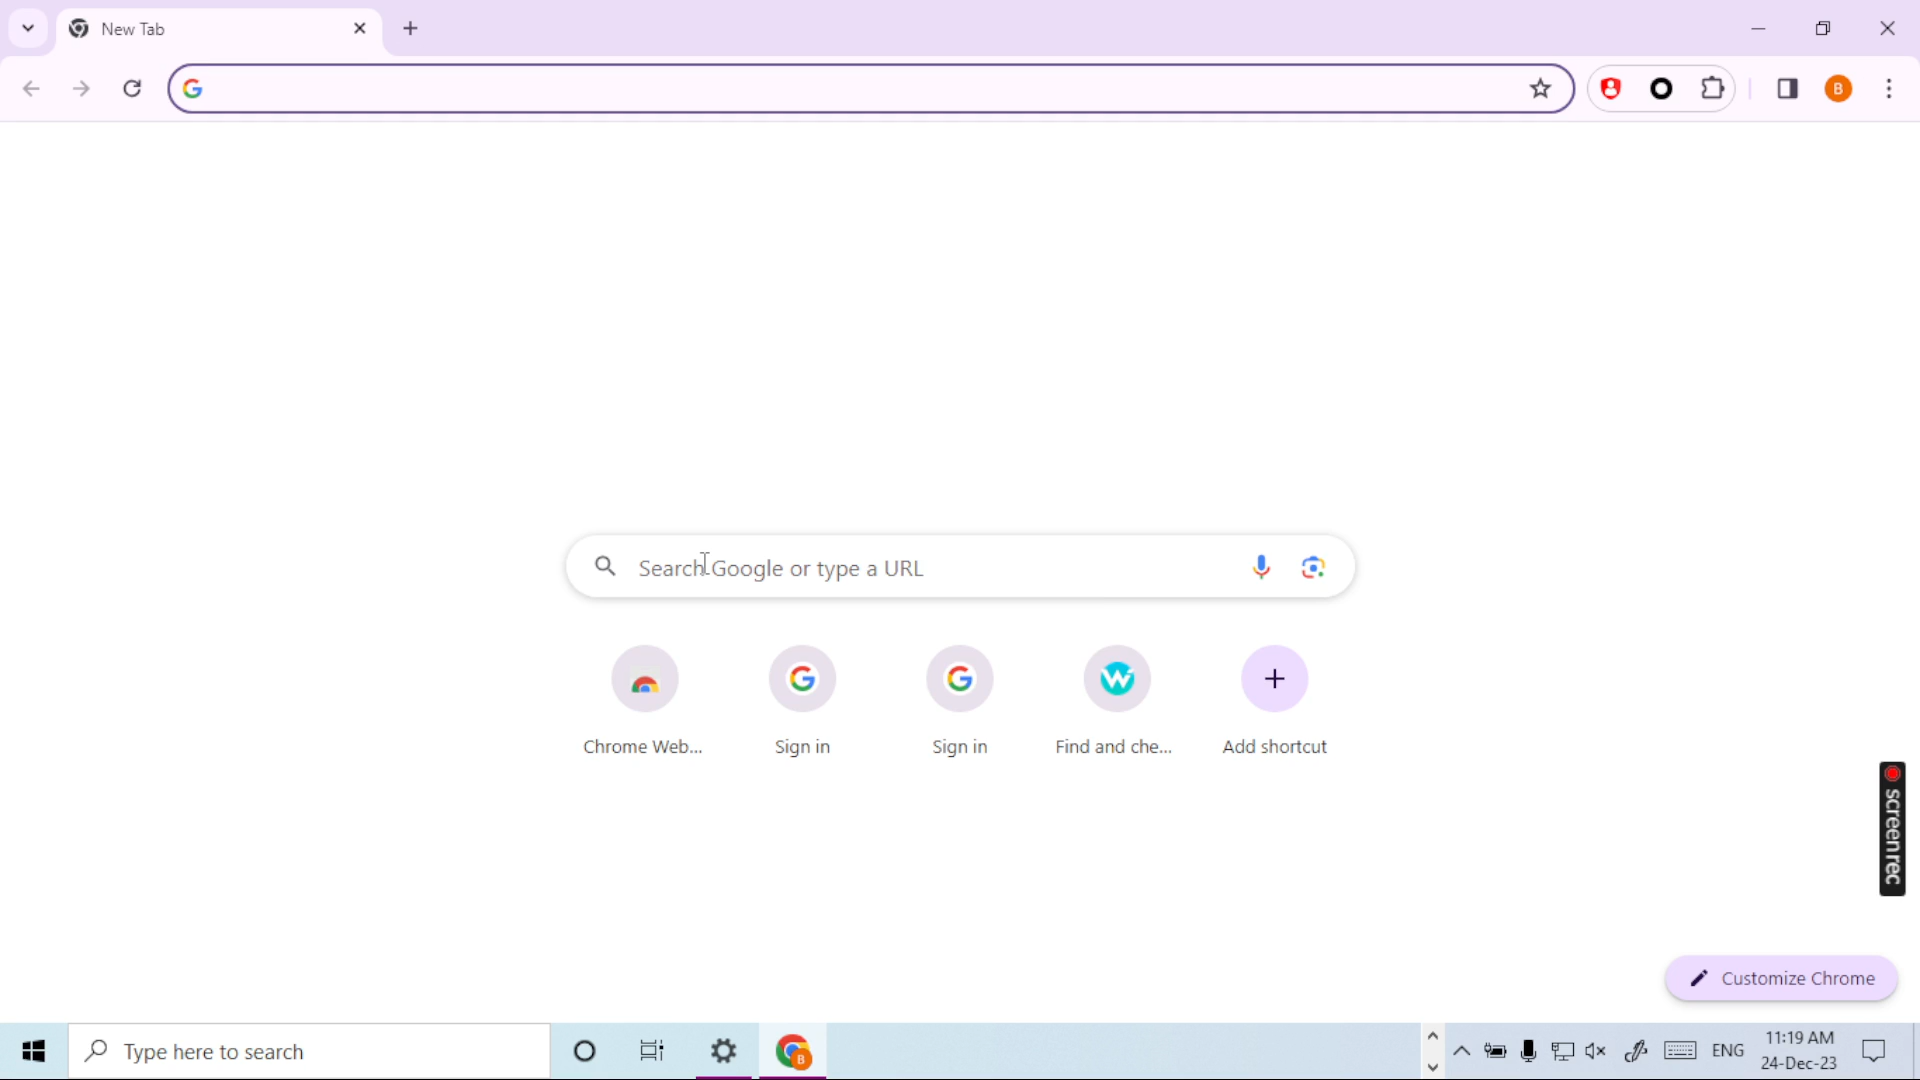 New Tab
B
Search Google or type a URL
Chrome Web...
Sign in
Sign in
Find and che...
Add shortcut
screenrec
Customize Chrome
Type here to search
B
ENG
11:19 AM
24-Dec-23